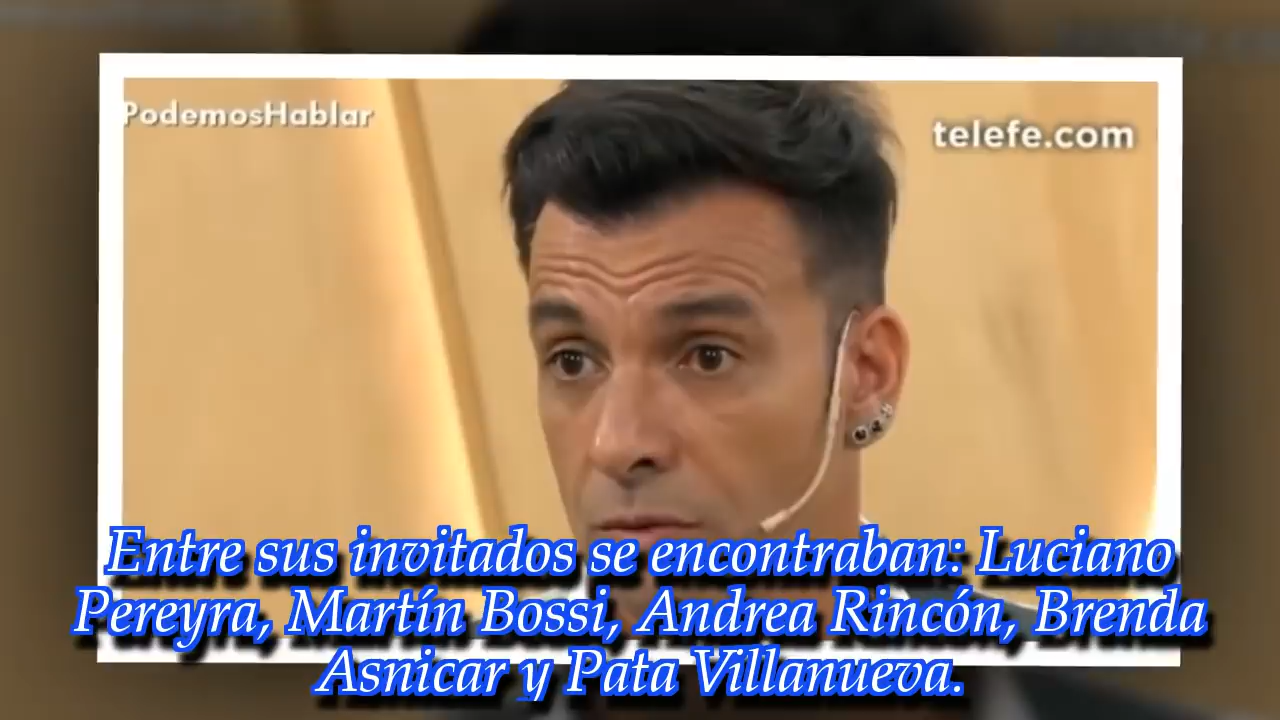 PodemosHablar
telefe.com
Entre sus invitados se encontraban: Luciano
Pereyra, Martín Bossi, Andrea Rincón, Brenda
Asnicar y Pata Villanueva.